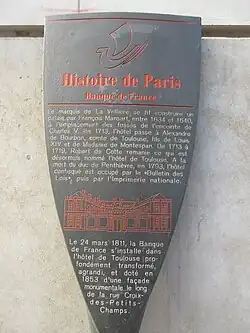 Histoire de Paris
Banque de France
Le marquis de La Vrillière se fit construire un
palais par François Mansart, entre 1634 et 1640,
à l'emplacement des fossés de l'enceinte de
Charles V. En 1713, l'hôtel passe à Alexandre
de Bourbon, comte de Toulouse, fils de Louis
XIV et de Madame de Montespan. De 1713 à
1719, Robert de Cotte remanie ce qui est
désormais nommé l'hôtel de Toulouse. A la
mort du duc de Penthièvre, en 1793, l'hôtel
confisqué est occupé par le «Bulletin des
Lois», puis par l'Imprimerie nationale.
Le 24 mars 1811, la Banque
de France s'installe dans
l'hôtel de Toulouse pro-
fondément transformé,
agrandi, et doté en
1853 d'une façade
monumentale le long
de la rue Croix-
des-Petits-
Champs.